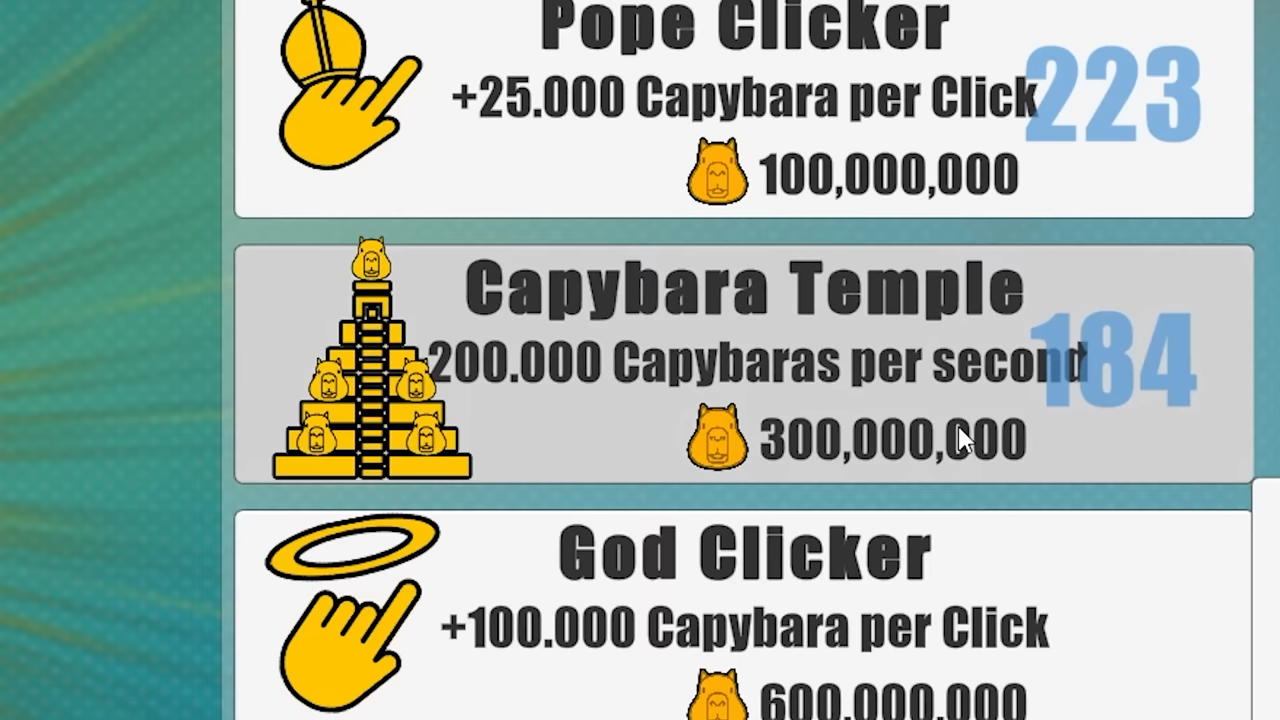 Pope Clicker
+25.000 Capybara per Click
223
100,000,000
Capybara Temple
200.000 Capybaras per second
184
300,000,000
God Clicker
+100.000 Capybara per Click
600,000,000